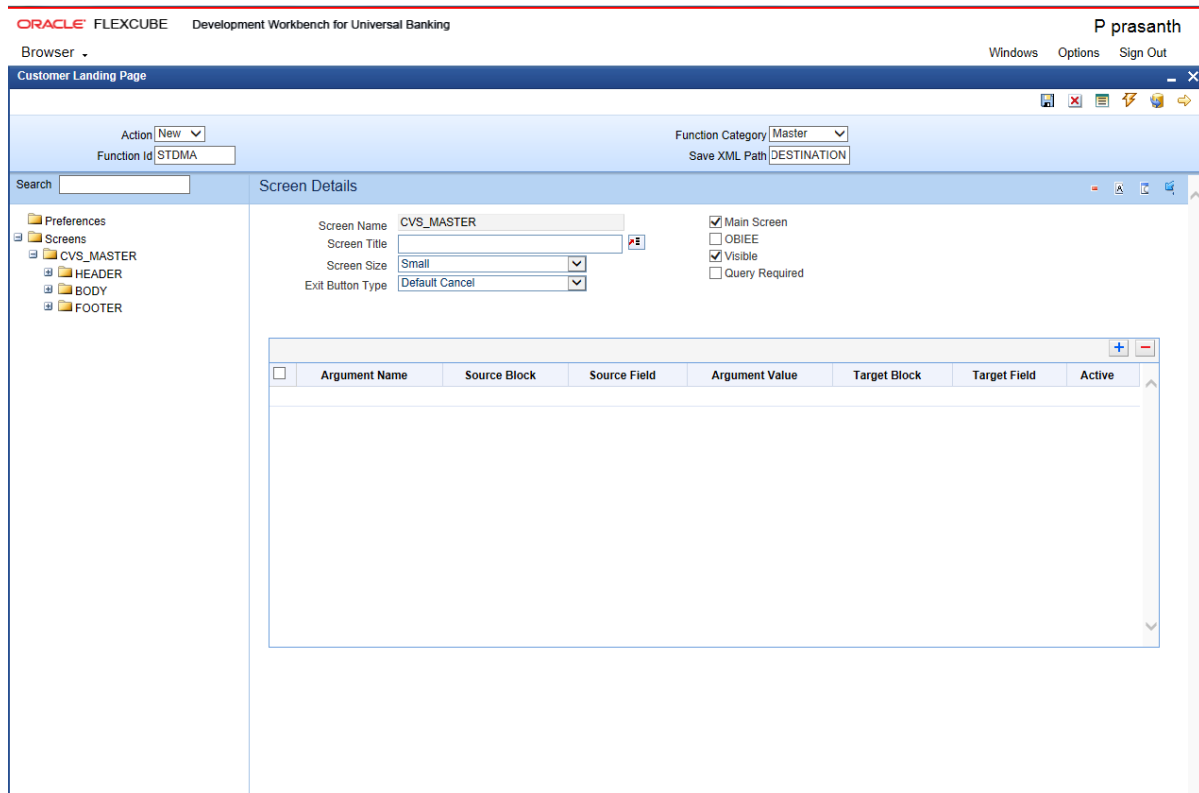 ORACLE FLEXCUBE Development Workbench for Universal Banking
P prasanth
Browser
Windows Options Sign Out
Customer Landing Page
Action New
Function Category Master
Function Id STDMA
Save XML Path DESTINATION
Search
Screen Details
Preferences
Screens
CVS_MASTER
HEADER
BODY
FOOTER
Screen Name CVS_MASTER
Screen Title
Screen Size Small
Exit Button Type Default Cancel
Main Screen
OBIEE
Visible
Query Required
Argument Name Source Block Source Field Argument Value Target Block Target Field Active